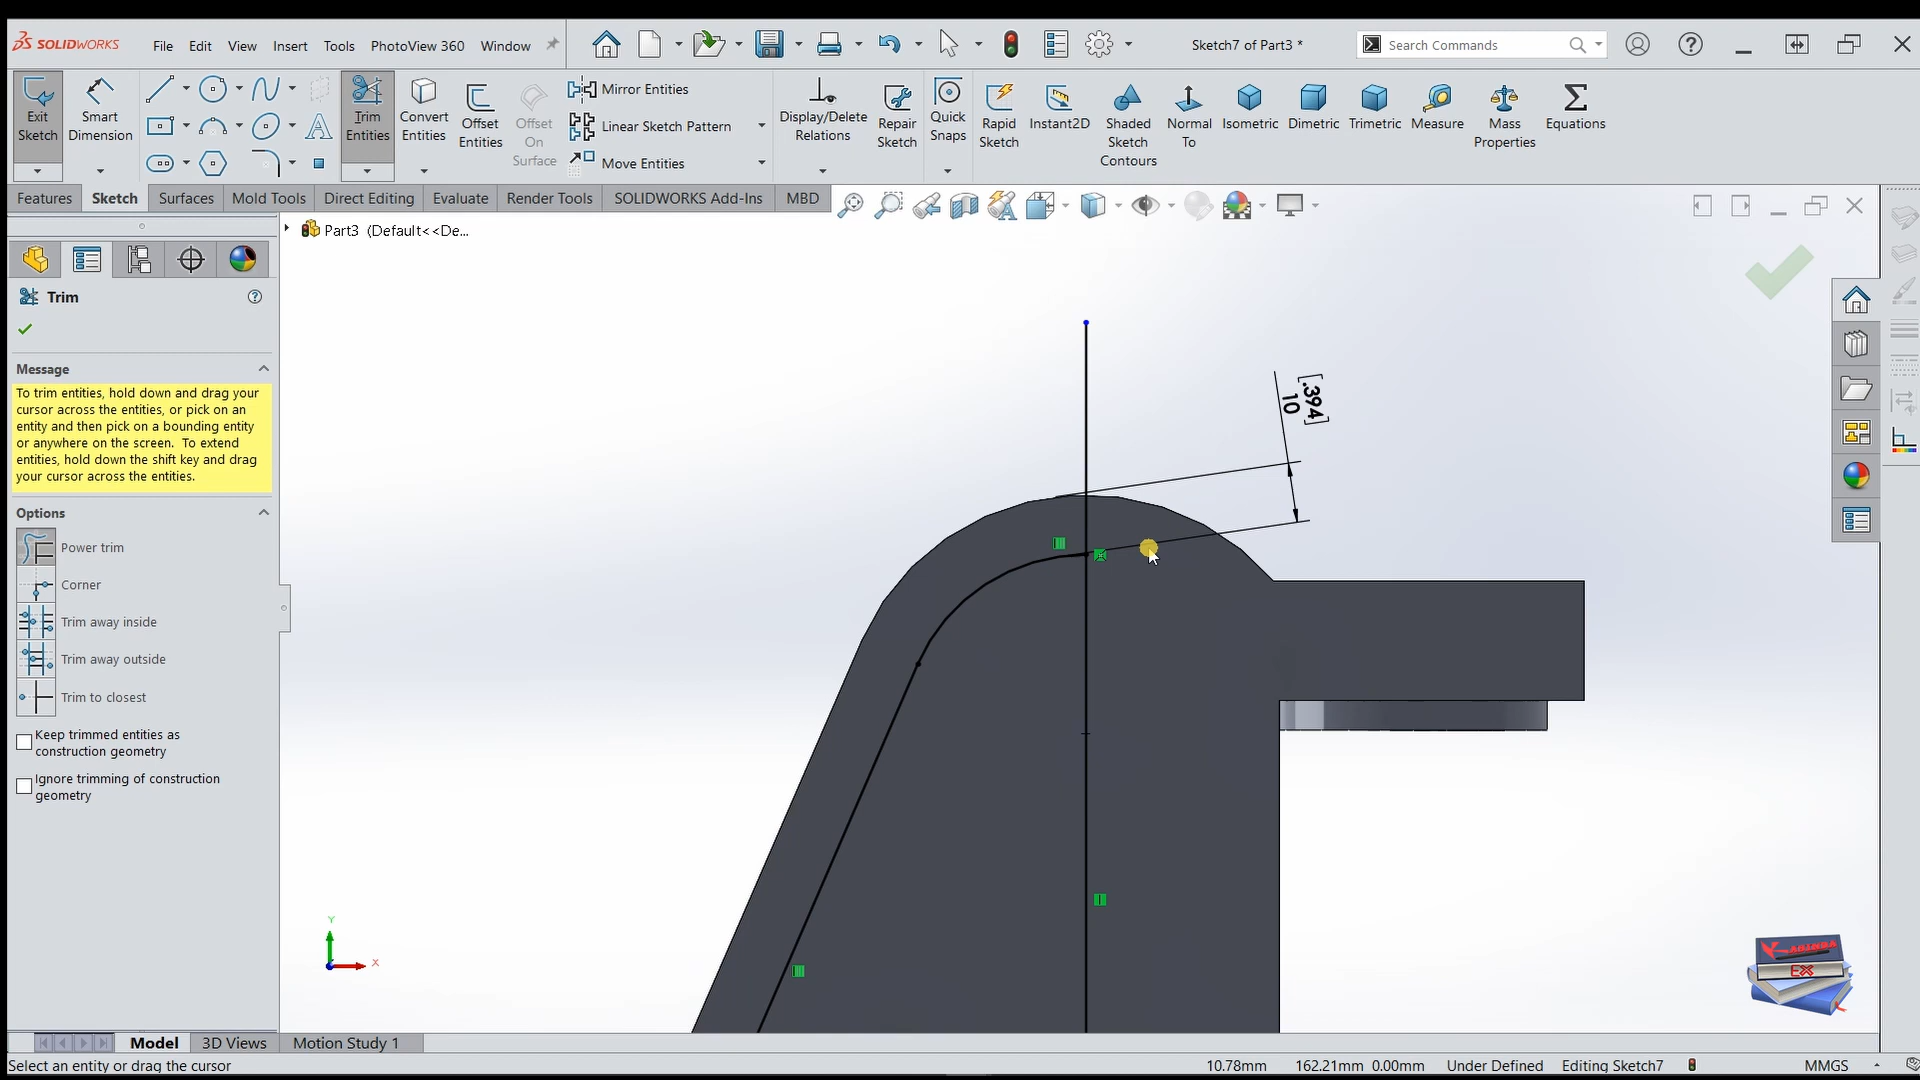 SOLIDWORKS
File Edit View Insert Tools PhotoView 360 Window
Sketch7 of Part3 *
Search Commands
Exit Sketch
Smart Dimension
Trim Entities
Convert Entities
Offset Entities
Offset On Surface
Mirror Entities
Linear Sketch Pattern
Move Entities
Display/Delete Relations
Repair Sketch
Quick Snaps
Rapid Sketch
Instant2D
Shaded Sketch Contours
Normal To
Isometric
Dimetric
Trimetric
Measure
Mass Properties
Equations
Features Sketch Surfaces Mold Tools Direct Editing Evaluate Render Tools SOLIDWORKS Add-Ins MBD
Part3 (Default<<De...
Trim
Message
To trim entities, hold down and drag your
cursor across the entities, or pick on an
entity and then pick on a bounding entity
or anywhere on the screen. To extend
entities, hold down the shift key and drag
your cursor across the entities.
Options
Power trim
Corner
Trim away inside
Trim away outside
Trim to closest
Keep trimmed entities as
construction geometry
Ignore trimming of construction
geometry
[.394]
10
Y
X
EX
Model 3D Views Motion Study 1
Select an entity or drag the cursor
10.78mm 162.21mm 0.00mm Under Defined Editing Sketch7 MMGS